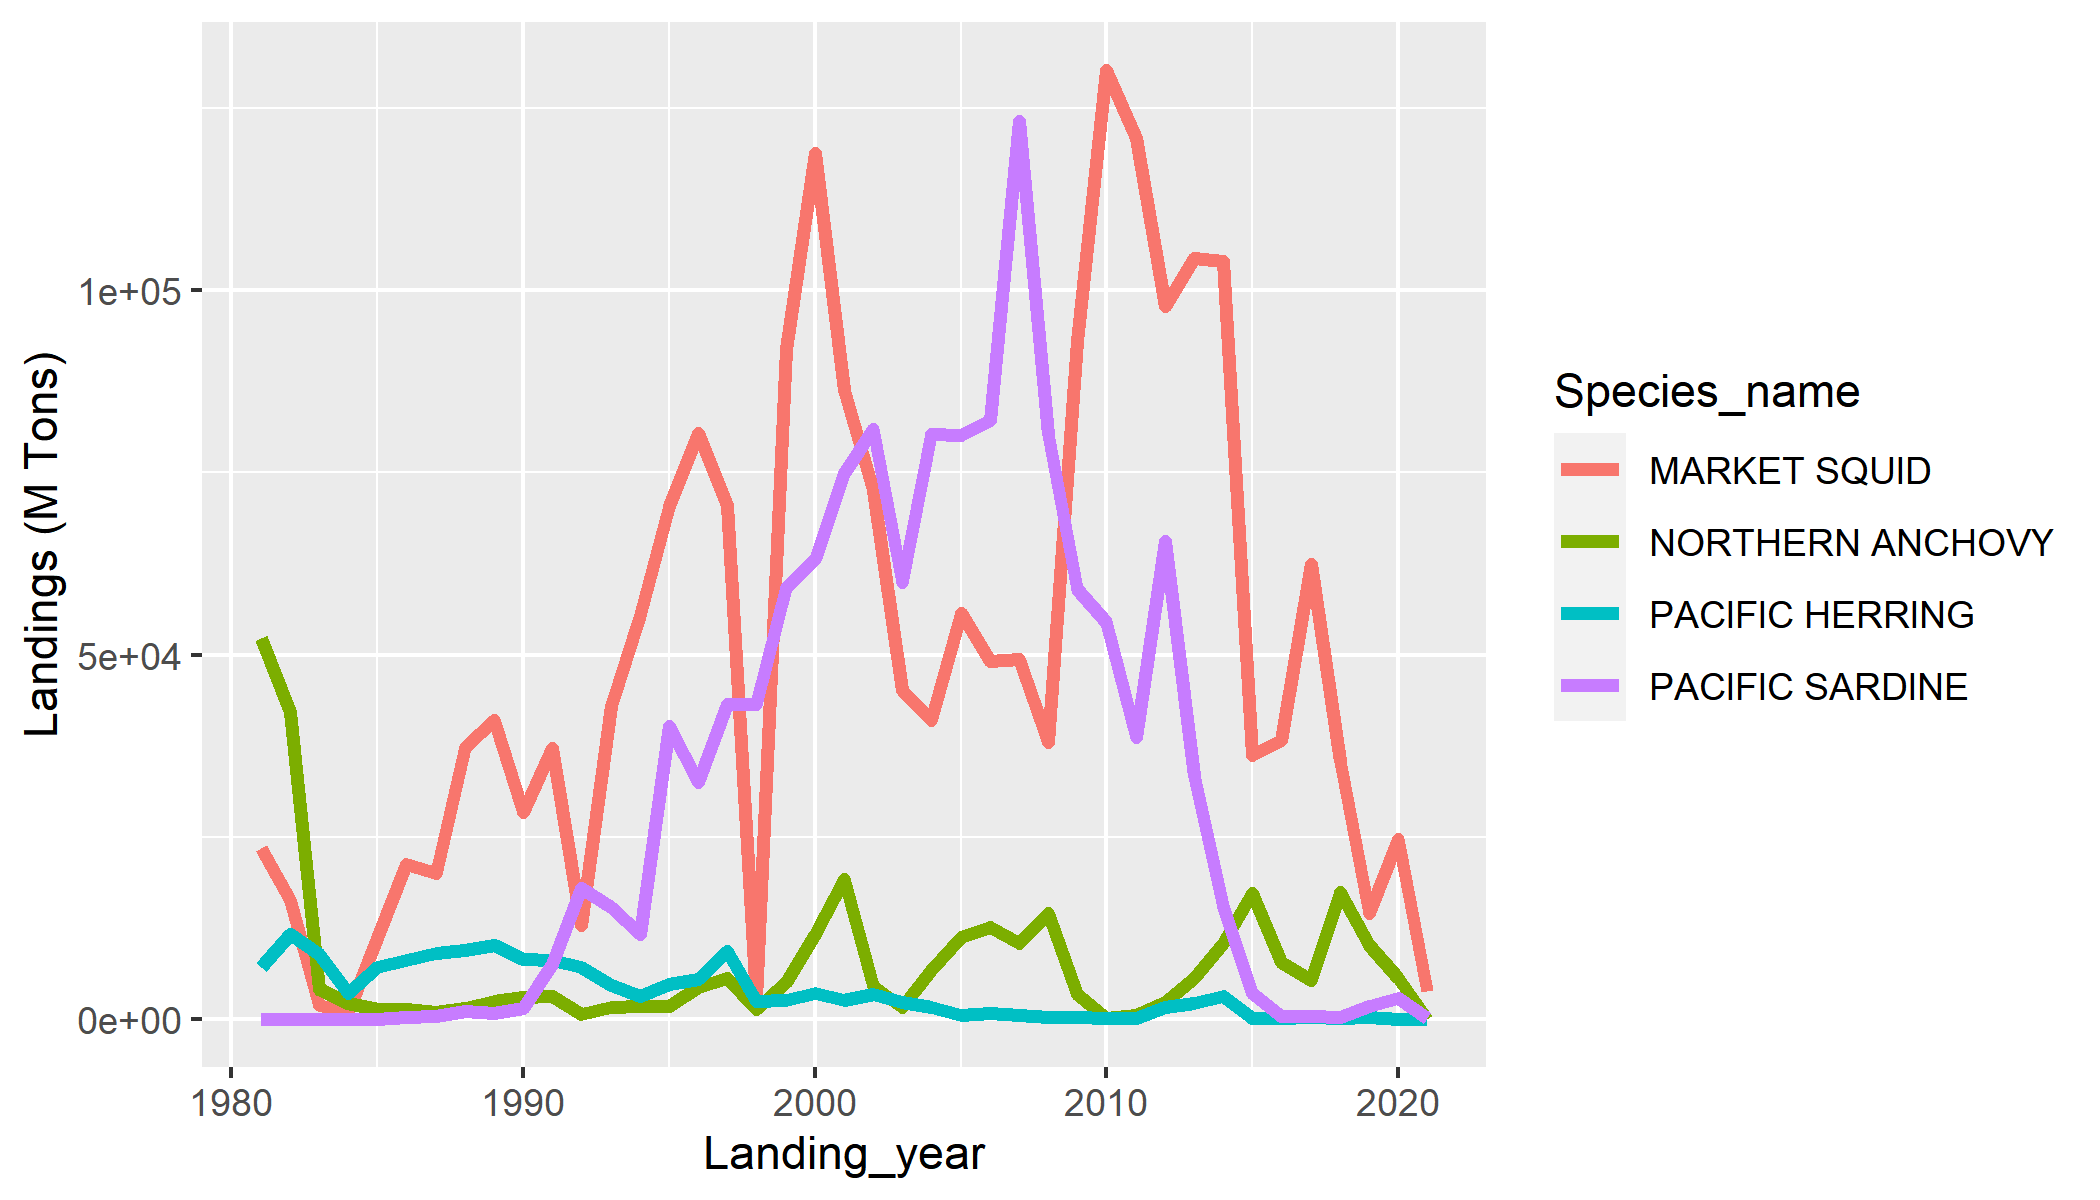 Landings (M Tons)
1e+05
5e+04
0e+00
1980 1990 2000 2010 2020
Landing_year
Species_name
MARKET SQUID
NORTHERN ANCHOVY
PACIFIC HERRING
PACIFIC SARDINE